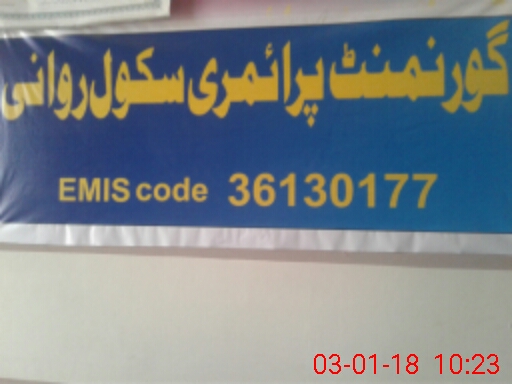 گورنمنٹ پرائمری سکول روانی
EMIS code 36130177
03-01-18 10:23